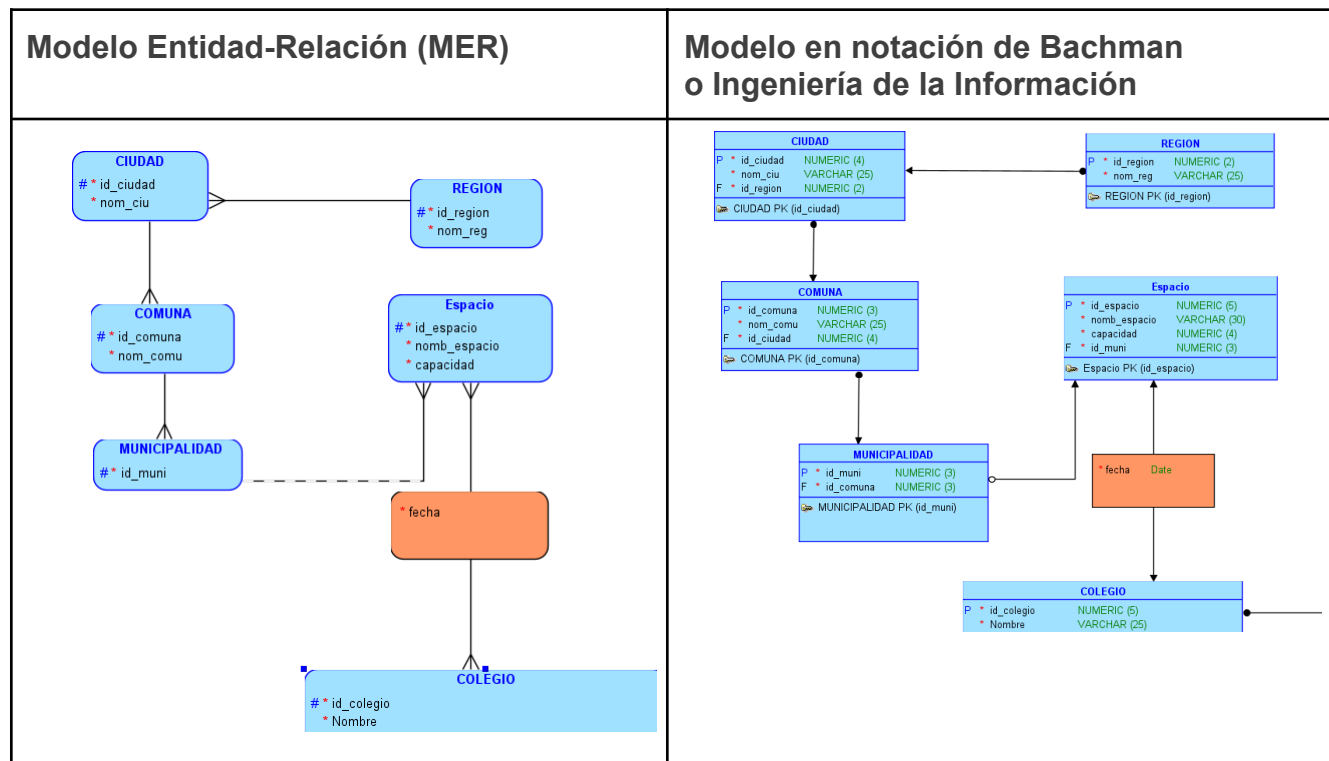 Modelo Entidad-Relación (MER)
CIUDAD
# * id_ciudad
* nom_ciu
REGION
# * id_region
* nom_reg
COMUNA
# * id_comuna
* nom_comu
Espacio
# * id_espacio
* nomb_espacio
* capacidad
MUNICIPALIDAD
# * id_muni
* fecha
COLEGIO
# * id_colegio
* Nombre
Modelo en notación de Bachman
o Ingeniería de la Información
CIUDAD
P * id_ciudad NUMERIC (4)
* nom_ciu VARCHAR (25)
F * id_region NUMERIC (2)
CIUDAD PK (id_ciudad)
REGION
P * id_region NUMERIC (2)
* nom_reg VARCHAR (25)
REGION PK (id_region)
COMUNA
P * id_comuna NUMERIC (3)
* nom_comu VARCHAR (25)
F * id_ciudad NUMERIC (4)
COMUNA PK (id_comuna)
Espacio
P * id_espacio NUMERIC (5)
* nomb_espacio VARCHAR (30)
* capacidad NUMERIC (4)
F * id_muni NUMERIC (3)
Espacio PK (id_espacio)
MUNICIPALIDAD
P * id_muni NUMERIC (3)
F * id_comuna NUMERIC (3)
MUNICIPALIDAD PK (id_muni)
* fecha Date
COLEGIO
P * id_colegio NUMERIC (5)
* Nombre VARCHAR (25)